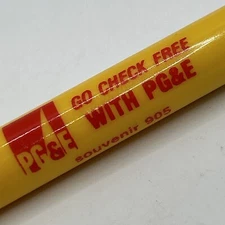 GO CHECK FREE
WITH PG&E
PG&E
souvenir 905